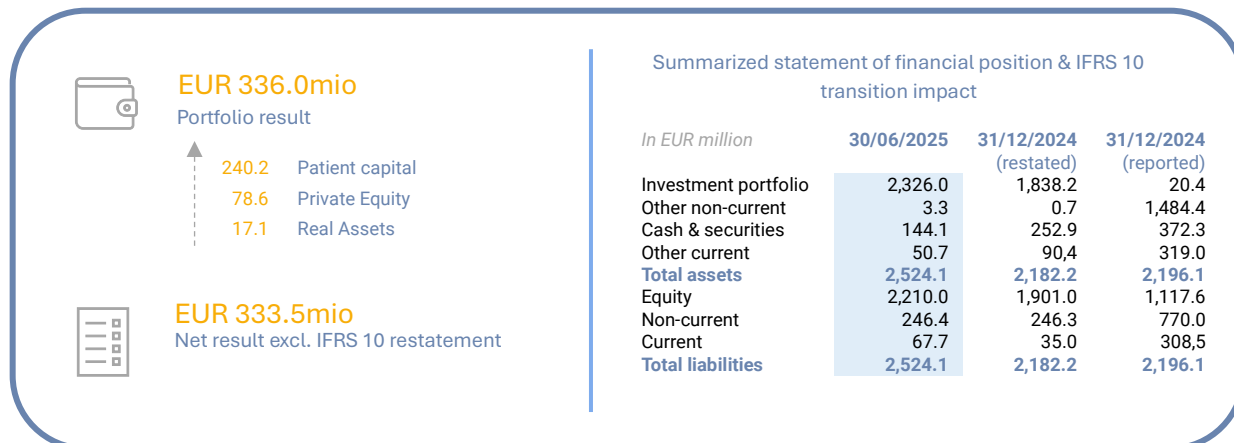 EUR 336.0mio
Portfolio result
240.2 Patient capital
78.6 Private Equity
17.1 Real Assets
EUR 333.5mio
Net result excl. IFRS 10 restatement
Summarized statement of financial position & IFRS 10
transition impact
In EUR million 30/06/2025 31/12/2024 31/12/2024
(restated) (reported)
Investment portfolio 2,326.0 1,838.2 20.4
Other non-current 3.3 0.7 1,484.4
Cash & securities 144.1 252.9 372.3
Other current 50.7 90,4 319.0
Total assets 2,524.1 2,182.2 2,196.1
Equity 2,210.0 1,901.0 1,117.6
Non-current 246.4 246.3 770.0
Current 67.7 35.0 308,5
Total liabilities 2,524.1 2,182.2 2,196.1